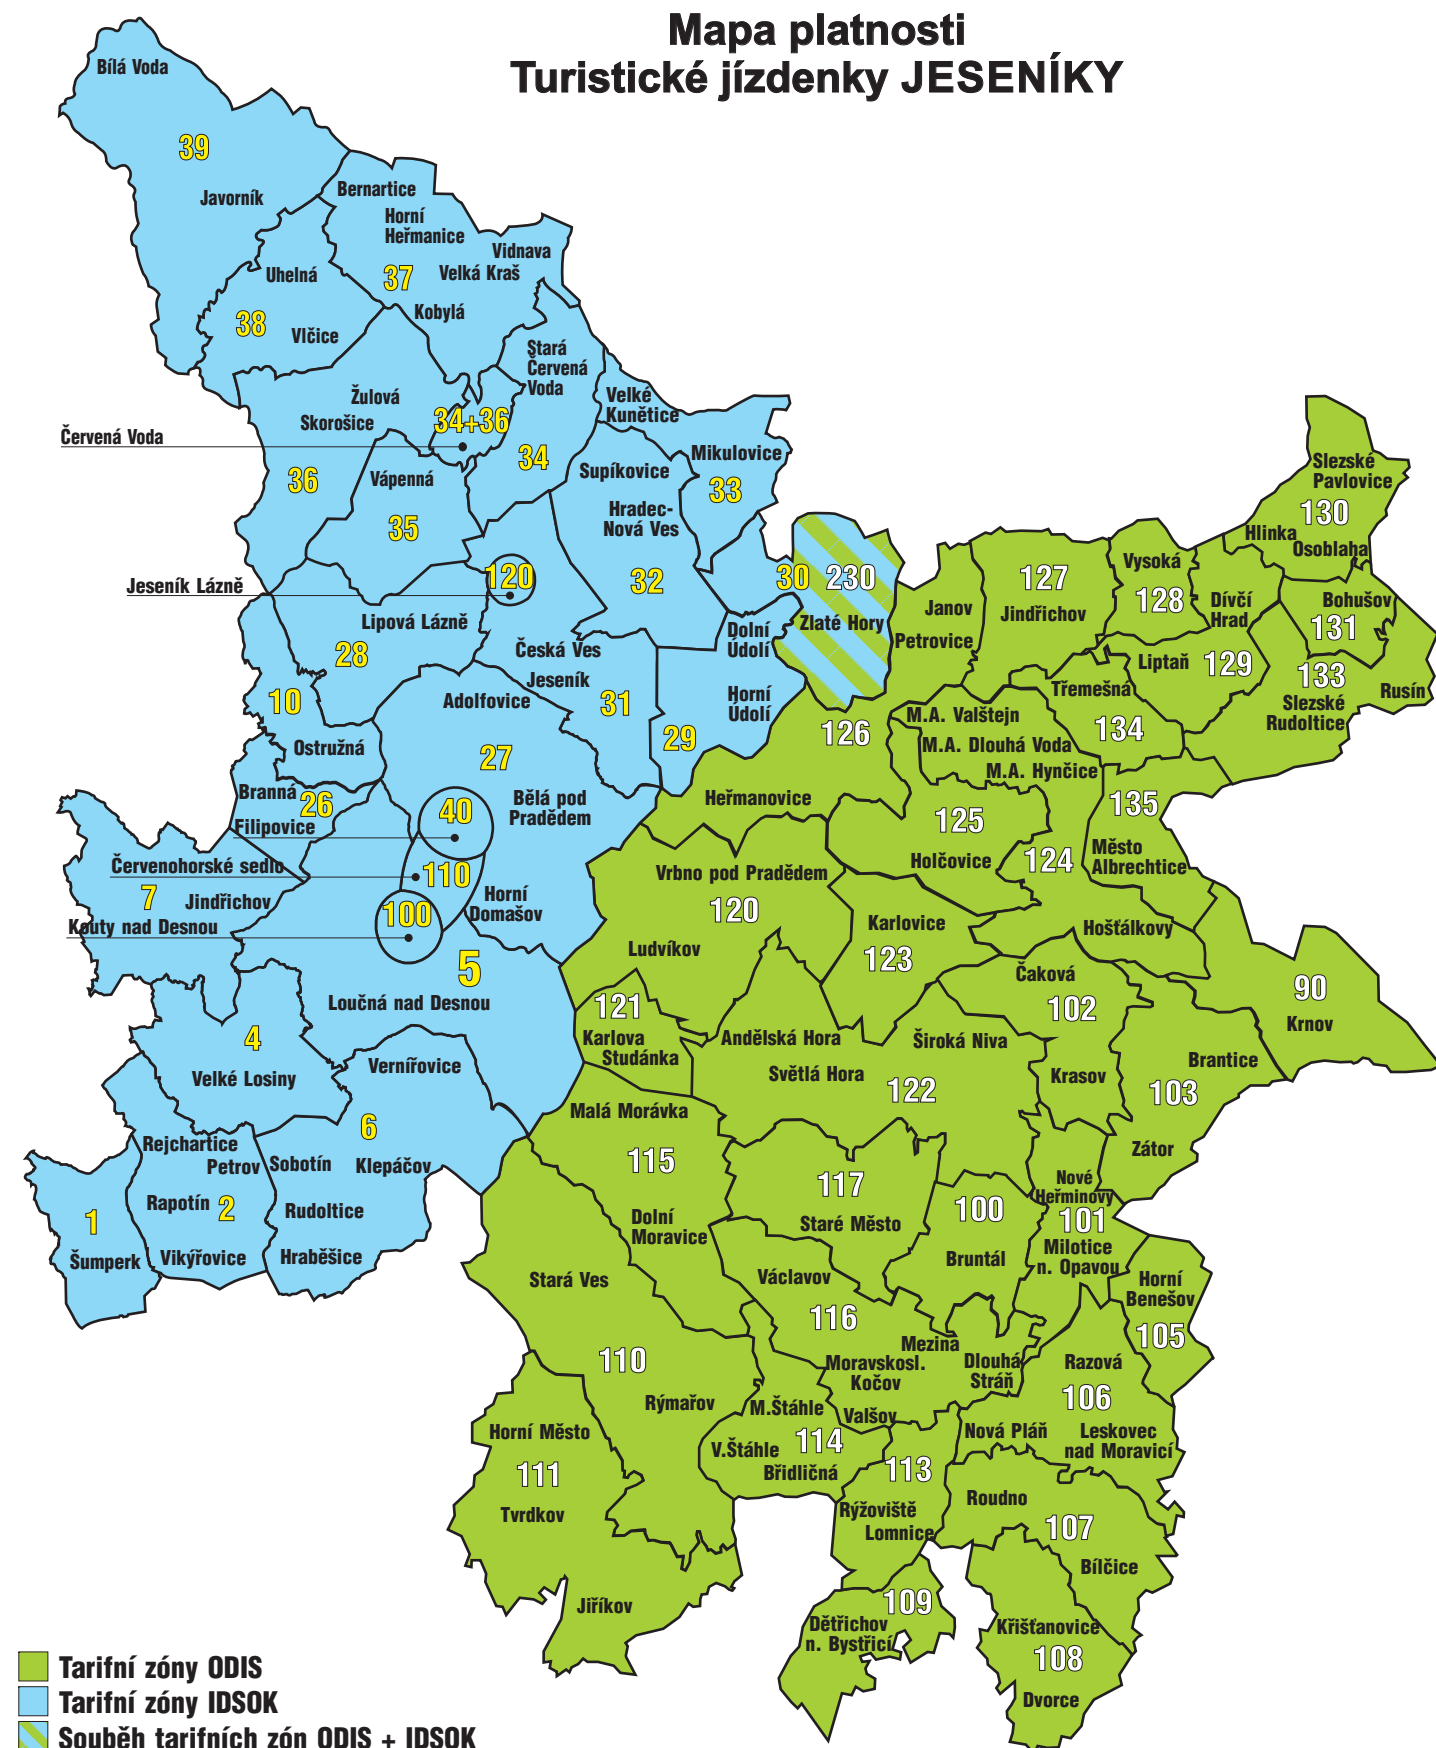 Mapa platnosti
Turistické jízdenky JESENÍKY
Bílá Voda
39
Javorník
Bernartice
Horní
Heřmanice
Vidnava
37
Velká Kraš
Kobylá
Uhelná
38
Vlčice
Stará
Červená
Voda
Žulová
Skorošice
34+36
Červená Voda
36
34
Vápenná
35
Velké
Kunětice
Mikulovice
33
Supíkovice
Hradec-
Nová Ves
32
120
Jeseník Lázně
30
230
Zlaté Hory
Dolní
Údolí
Horní
Údolí
29
Lipová Lázně
28
Česká Ves
Jeseník
31
10
Ostružná
Adolfovice
27
Bělá pod
Pradědem
Branná
26
Filipovice
40
Červenohorské sedlo
110
7
Jindřichov
Horní
Domašov
100
Kouty nad Desnou
5
Loučná nad Desnou
4
Velké Losiny
Vernířovice
6
Rejchartice
Petrov
Sobotín
Klepáčov
Rapotín
2
Rudoltice
Vikýřovice
Hraběšice
1
Šumperk
Slezské
Pavlovice
130
Hlinka
Osoblaha
Vysoká
128
127
Jindřichov
Janov
Petrovice
Dívčí
Hrad
Bohušov
131
Liptaň
129
133
Slezské
Rudoltice
Rusín
Třemešná
134
126
M.A. Valštejn
M.A. Dlouhá Voda
M.A. Hynčice
135
Heřmanovice
125
Holčovice
124
Město
Albrechtice
Vrbno pod Pradědem
120
Ludvíkov
Karlovice
123
Hošťálkovy
Čaková
102
90
Krnov
121
Karlova
Studánka
Andělská Hora
Široká Niva
Světlá Hora
122
Krasov
Brantice
103
Zátor
Malá Morávka
115
Dolní
Moravice
117
Staré Město
100
Bruntál
Nové
Heřminovy
101
Milotice
n. Opavou
Stará Ves
Václavov
116
Mezina
Horní
Benešov
105
110
Rýmařov
Moravskosl.
Kočov
Dlouhá
Stráň
Razová
106
M.Štáhle
Valšov
Nová Pláň
Leskovec
nad Moravicí
V.Štáhle
114
Břidličná
Horní Město
111
Tvrdkov
113
Rýžoviště
Lomnice
Roudno
107
Bílčice
Jiříkov
109
Dětřichov
n. Bystřicí
Křišťanovice
108
Dvorce
Tarifní zóny ODIS
Tarifní zóny IDSOK
Souběh tarifních zón ODIS + IDSOK